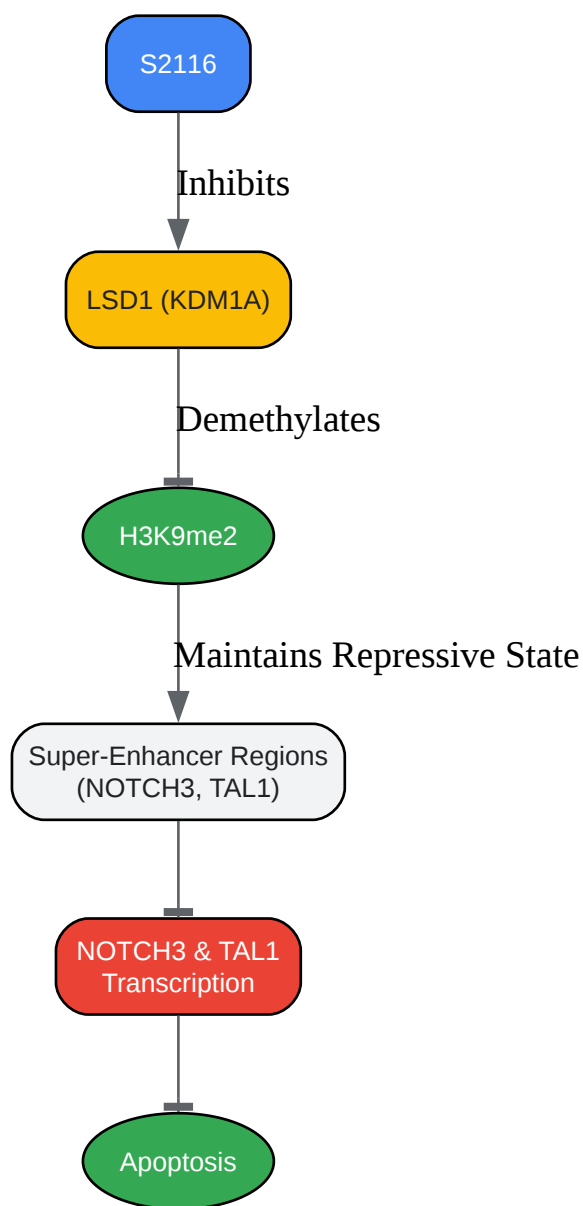 S2116
Inhibits
LSD1 (KDM1A)
Demethylates
H3K9me2
Maintains Repressive State
Super-Enhancer Regions
(NOTCH3, TAL1)
NOTCH3 & TAL1
Transcription
Apoptosis